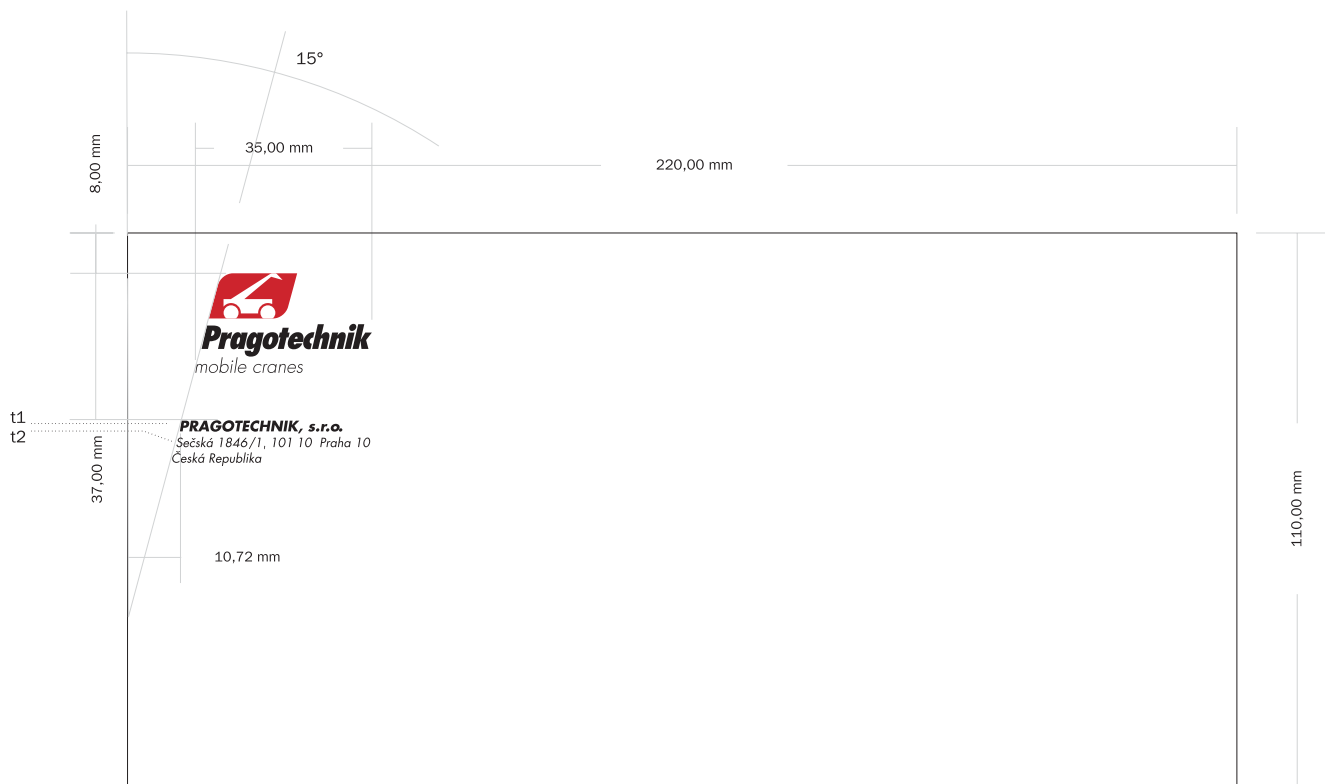 15°
35,00 mm
8,00 mm
220,00 mm
Pragotechnik
mobile cranes
t1
t2
PRAGOTECHNIK, s.r.o.
Sečská 1846/1, 101 10 Praha 10
Česká Republika
37,00 mm
110,00 mm
10,72 mm